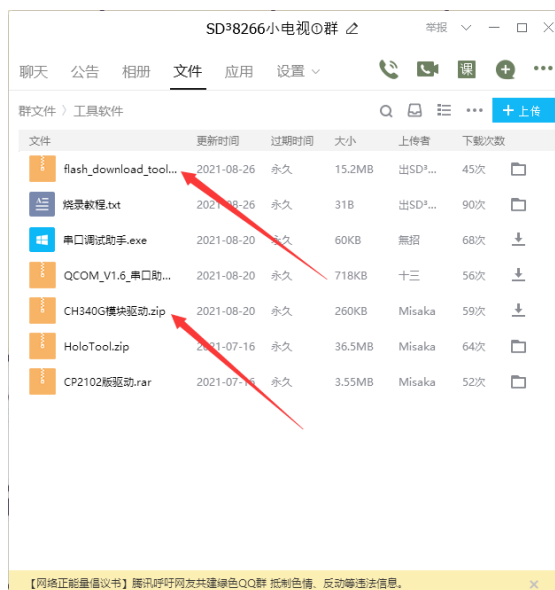 SD³8266小电视①群 举报
聊天 公告 相册 文件 应用 设置 课
群文件 〉工具软件 上传
文件 更新时间 过期时间 大小 上传者 下载次数
flash_download_tool... 2021-08-26 永久 15.2MB 出SD³... 45次
烧录教程.txt 2021-08-26 永久 31B 出SD³... 90次
串口调试助手.exe 2021-08-20 永久 60KB 無招 68次
QCOM_V1.6_串口助... 2021-08-20 永久 718KB 十三 56次
CH340G模块驱动.zip 2021-08-20 永久 260KB Misaka 59次
HoloTool.zip 2021-07-16 永久 36.5MB Misaka 64次
CP2102版驱动.rar 2021-07-16 永久 3.55MB Misaka 52次
【网络正能量倡议书】腾讯呼吁网友共建绿色QQ群 抵制色情、反动等违法信息。